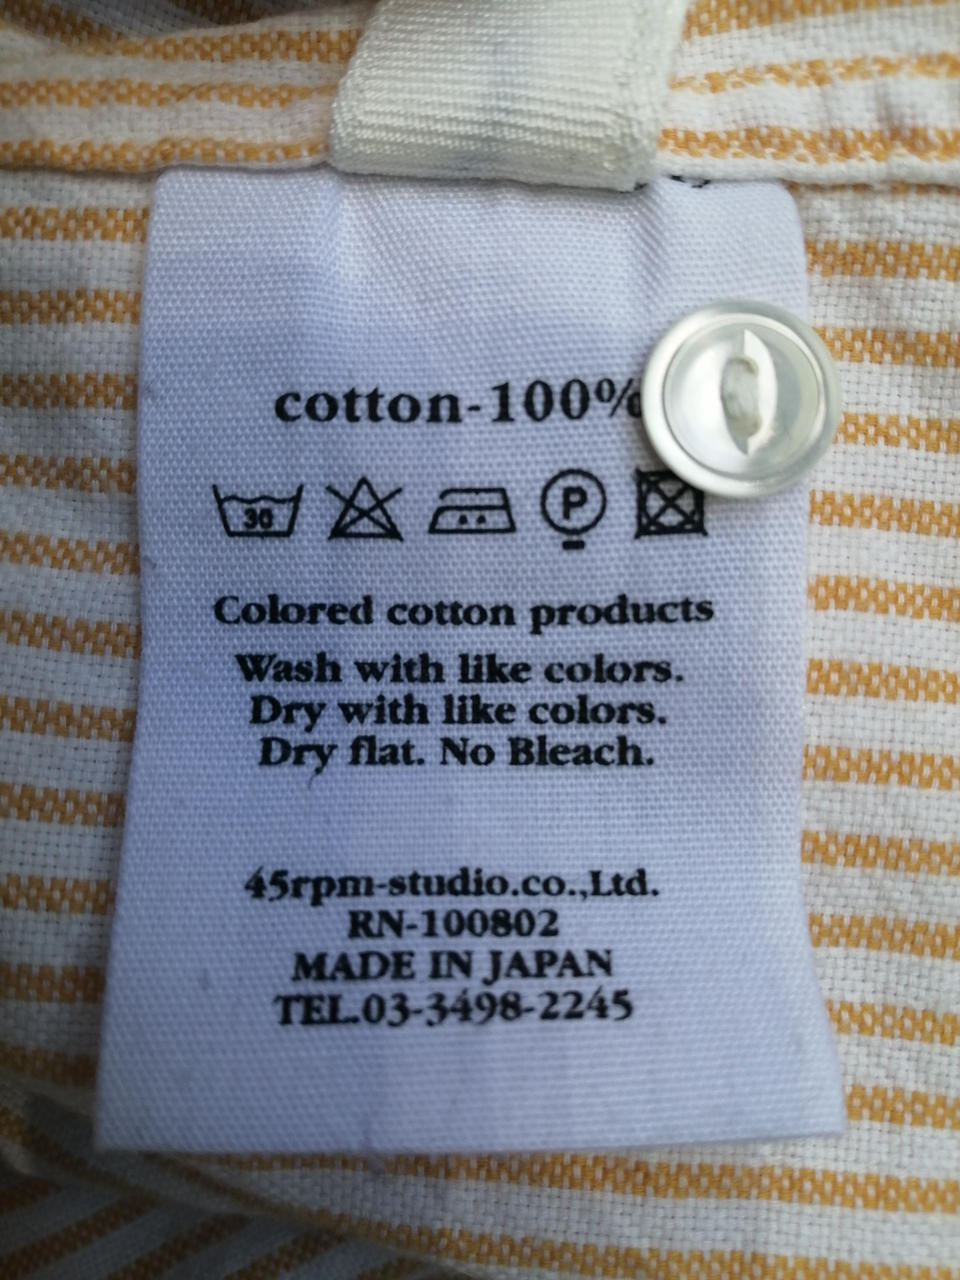 cotton-100%
30
P
Colored cotton products
Wash with like colors.
Dry with like colors.
Dry flat. No Bleach.
45rpm-studio.co.,Ltd.
RN-100802
MADE IN JAPAN
TEL.03-3498-2245